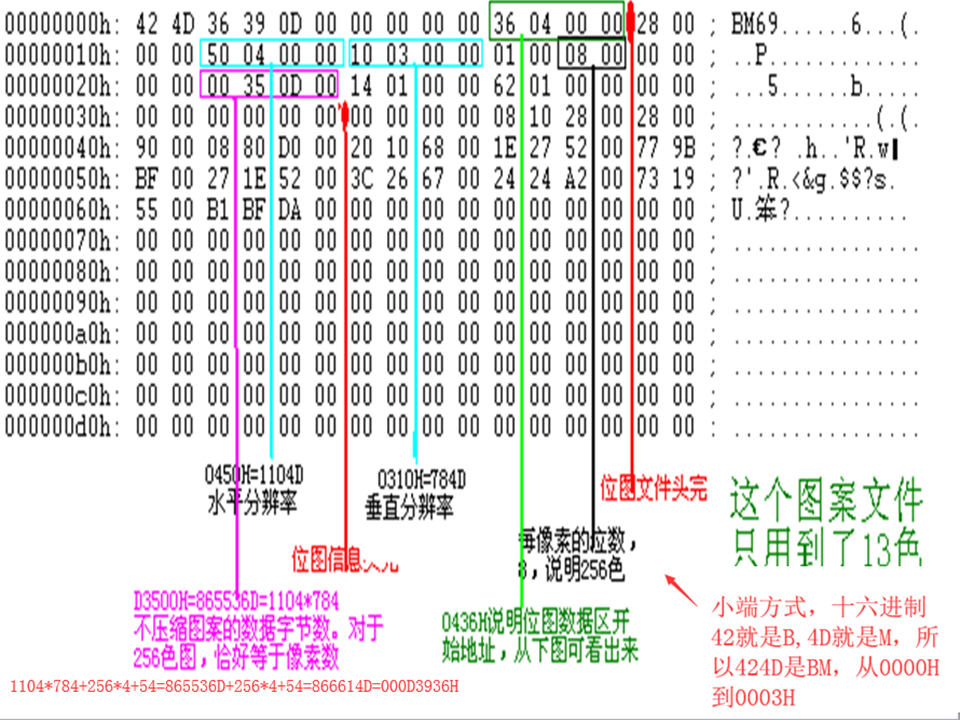 00000000h: 42 4D 36 39 0D 00 00 00 00 00 36 04 00 00 28 00 ; BM69......6...(.
00000010h: 00 00 50 04 00 00 10 03 00 00 01 00 08 00 00 00 ; ..P.............
00000020h: 00 00 00 35 0D 00 14 01 00 00 62 01 00 00 00 00 ; ...5......b.....
00000030h: 00 00 00 00 00 00 00 00 00 00 08 10 28 00 28 00 ; ............(.(.
00000040h: 90 00 08 80 D0 00 20 10 68 00 1E 27 52 00 77 9B ; ?.€? .h..'R.w
00000050h: BF 00 27 1E 52 00 3C 26 67 00 24 24 A2 00 73 19 ; ?'.R.<&g.$$?s.
00000060h: 55 00 B1 BF DA 00 00 00 00 00 00 00 00 00 00 00 ; U.笨?..........
00000070h: 00 00 00 00 00 00 00 00 00 00 00 00 00 00 00 00 ; ................
00000080h: 00 00 00 00 00 00 00 00 00 00 00 00 00 00 00 00 ; ................
00000090h: 00 00 00 00 00 00 00 00 00 00 00 00 00 00 00 00 ; ................
000000a0h: 00 00 00 00 00 00 00 00 00 00 00 00 00 00 00 00 ; ................
000000b0h: 00 00 00 00 00 00 00 00 00 00 00 00 00 00 00 00 ; ................
000000c0h: 00 00 00 00 00 00 00 00 00 00 00 00 00 00 00 00 ; ................
000000d0h: 00 00 00 00 00 00 00 00 00 00 00 00 00 00 00 00 ; ................
0450H=1104D
水平分辨率
0310H=784D
垂直分辨率
位图文件头完
这个图案文件
只用到了13色
位图信息
每像素的位数，
8，说明256色
D3500H=865536D=1104*784
不压缩图案的数据字节数。对于
256色图，恰好等于像素数
0436H说明位图数据区开
始地址，从下图可看出来
小端方式，十六进制
42就是B,4D就是M，所
以424D是BM，从0000H
到0003H
1104*784+256*4+54=865536D+256*4+54=866614D=000D3936H